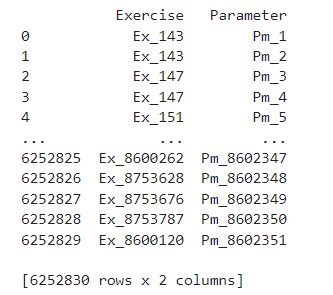 Exercise Parameter
0 Ex_143 Pm_1
1 Ex_143 Pm_2
2 Ex_147 Pm_3
3 Ex_147 Pm_4
4 Ex_151 Pm_5
... ... ...
6252825 Ex_8600262 Pm_8602347
6252826 Ex_8753628 Pm_8602348
6252827 Ex_8753676 Pm_8602349
6252828 Ex_8753787 Pm_8602350
6252829 Ex_8600120 Pm_8602351
[6252830 rows x 2 columns]